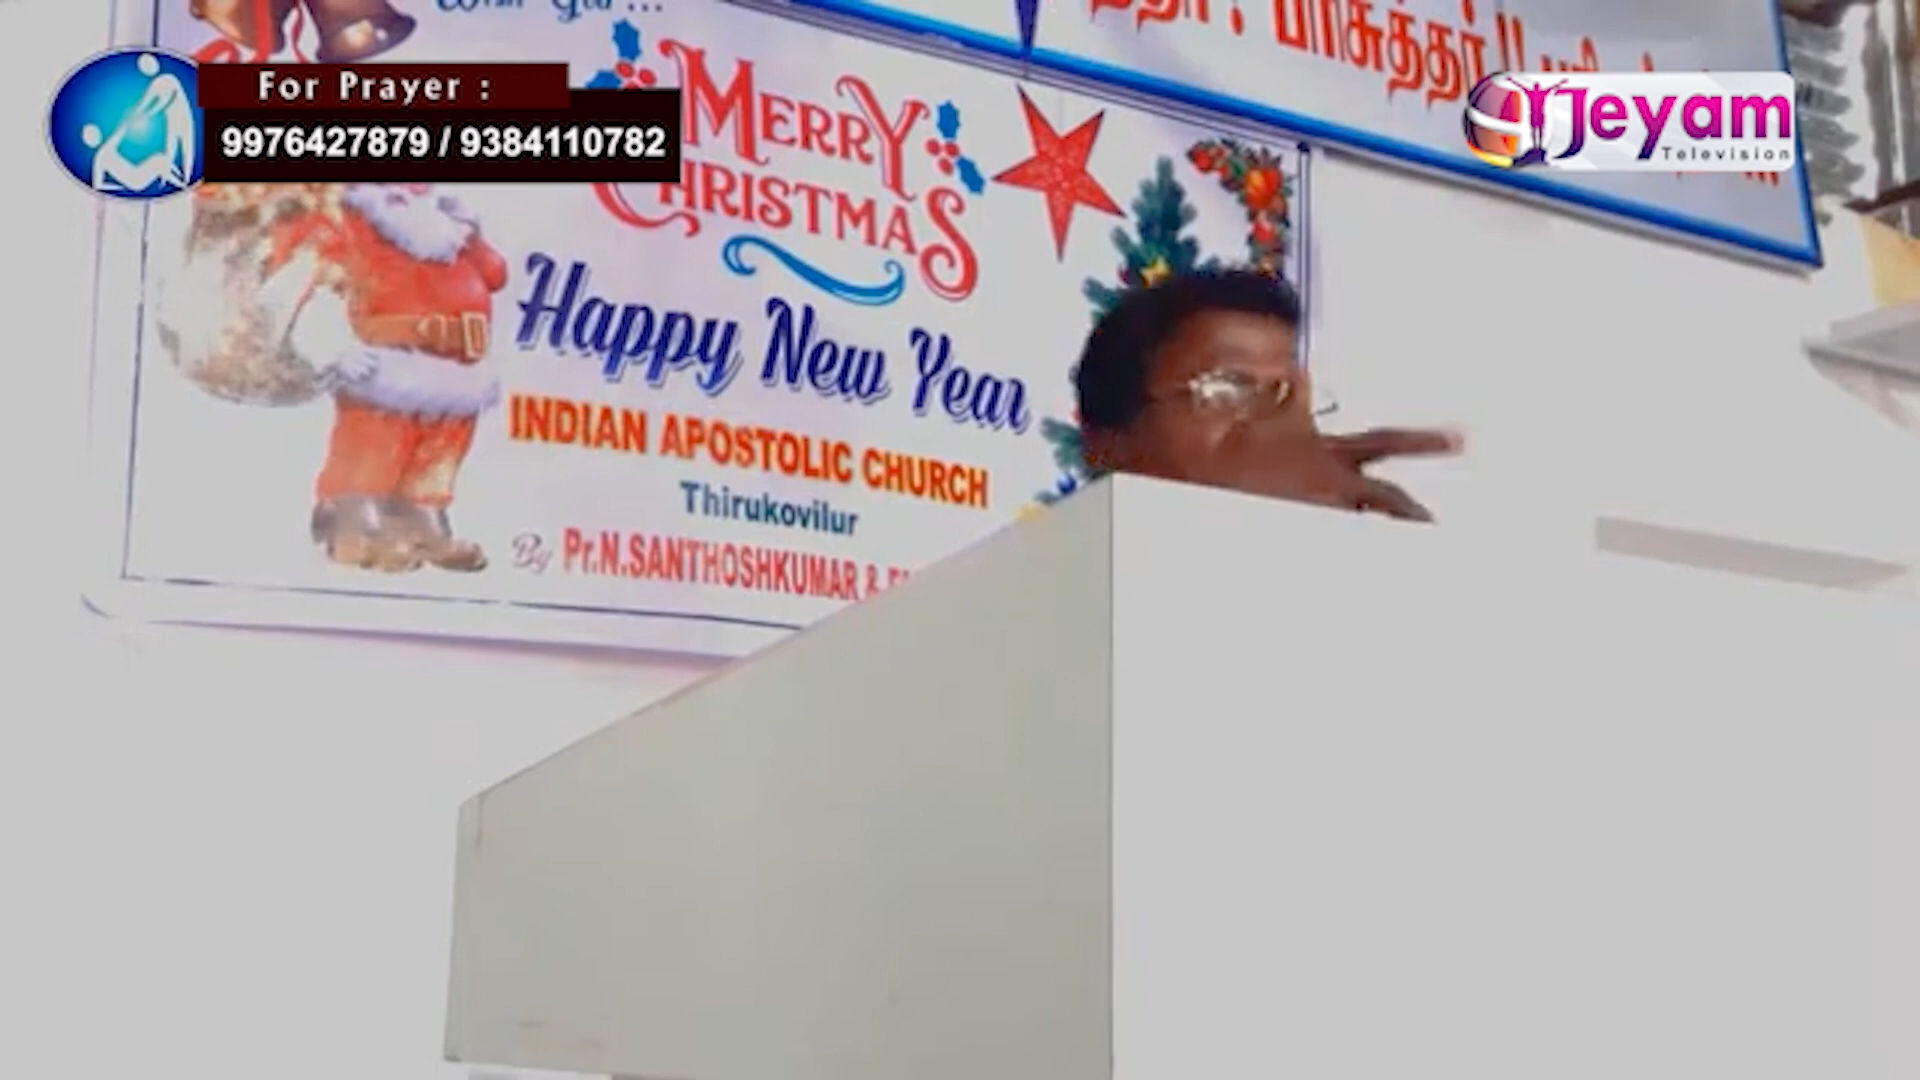 For Prayer :
9976427879 / 9384110782
Jeyam
Television
MERRY
CHRISTMAS
Happy New Year
INDIAN APOSTOLIC CHURCH
Thirukovilur
By Pr.N.SANTHOSHKUMAR &